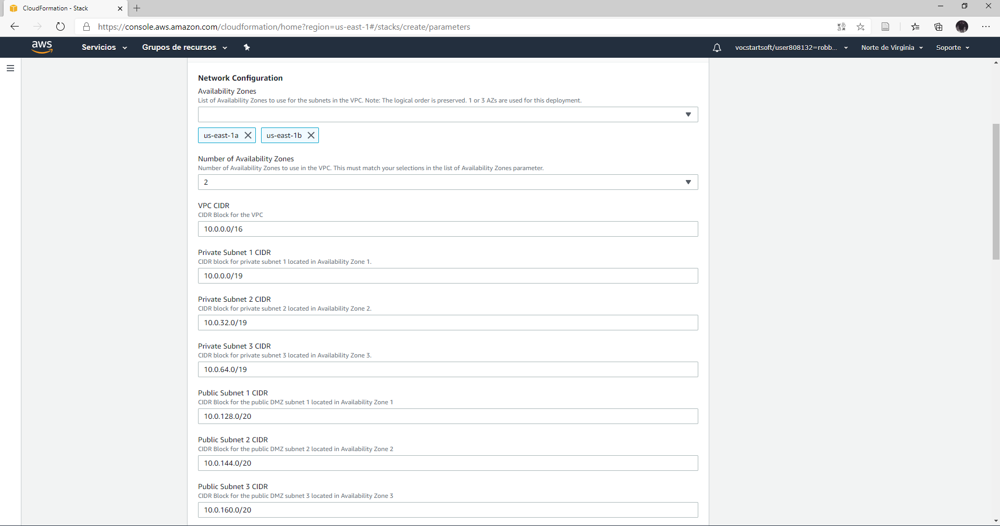 CloudFormation - Stack
https://console.aws.amazon.com/cloudformation/home?region=us-east-1#/stacks/create/parameters
aws Servicios Grupos de recursos vocstartsoft/user808132=robb... Norte de Virginia Soporte
Network Configuration
Availability Zones
List of Availability Zones to use for the subnets in the VPC. Note: The logical order is preserved. 1 or 3 AZs are used for this deployment.
us-east-1a us-east-1b
Number of Availability Zones
Number of Availability Zones to use in the VPC. This must match your selections in the list of Availability Zones parameter.
2
VPC CIDR
CIDR Block for the VPC
10.0.0.0/16
Private Subnet 1 CIDR
CIDR block for private subnet 1 located in Availability Zone 1.
10.0.0.0/19
Private Subnet 2 CIDR
CIDR block for private subnet 2 located in Availability Zone 2.
10.0.32.0/19
Private Subnet 3 CIDR
CIDR block for private subnet 3 located in Availability Zone 3.
10.0.64.0/19
Public Subnet 1 CIDR
CIDR Block for the public DMZ subnet 1 located in Availability Zone 1
10.0.128.0/20
Public Subnet 2 CIDR
CIDR Block for the public DMZ subnet 2 located in Availability Zone 2
10.0.144.0/20
Public Subnet 3 CIDR
CIDR Block for the public DMZ subnet 3 located in Availability Zone 3
10.0.160.0/20